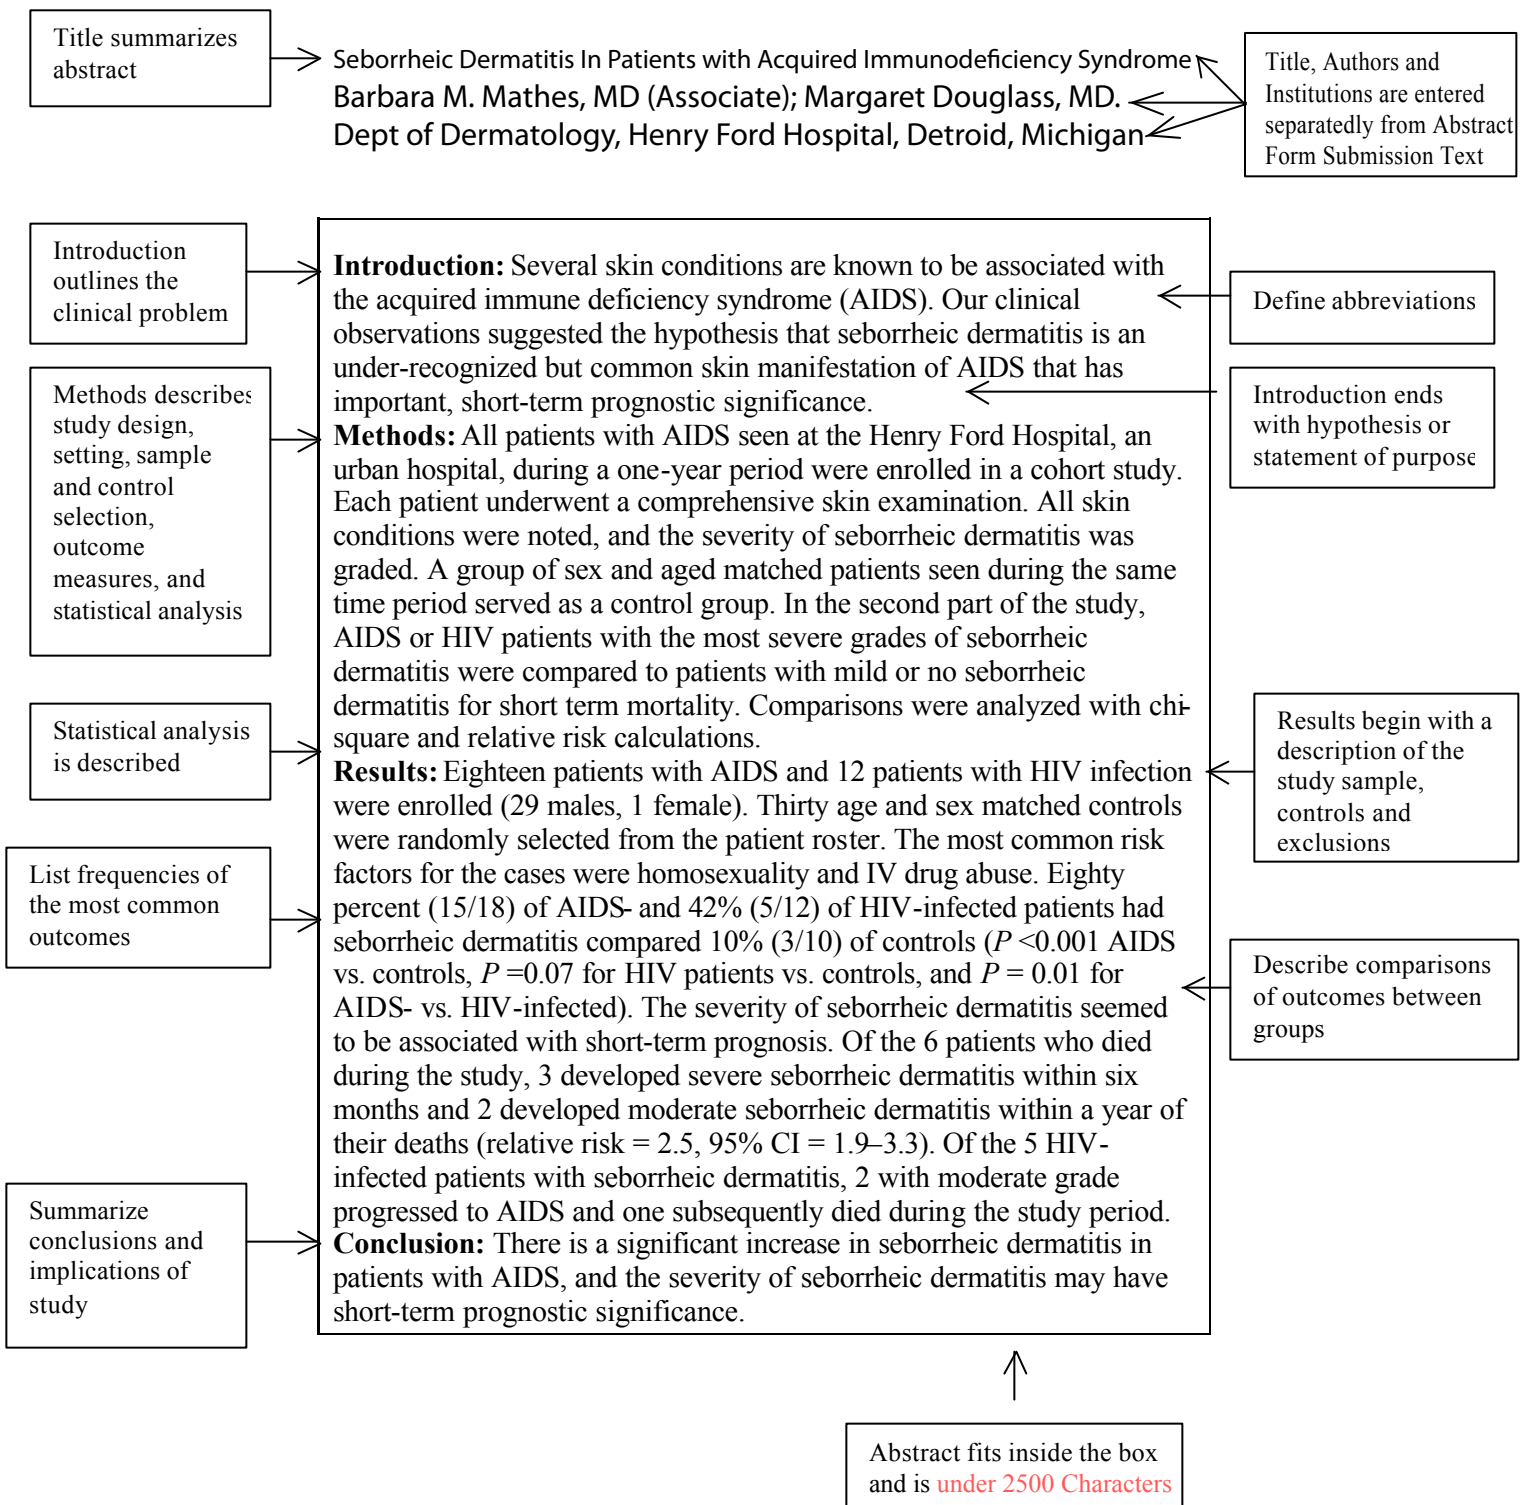 Title summarizes
abstract
Seborrheic Dermatitis In Patients with Acquired Immunodeficiency Syndrome
Barbara M. Mathes, MD (Associate); Margaret Douglass, MD.
Dept of Dermatology, Henry Ford Hospital, Detroid, Michigan
Title, Authors and
Institutions are entered
separatedly from Abstract
Form Submission Text
Introduction
outlines the
clinical problem
Methods describes
study design,
setting, sample
and control
selection,
outcome
measures, and
statistical analysis
Statistical analysis
is described
List frequencies of
the most common
outcomes
Summarize
conclusions and
implications of
study
Introduction: Several skin conditions are known to be associated with
the acquired immune deficiency syndrome (AIDS). Our clinical
observations suggested the hypothesis that seborrheic dermatitis is an
under-recognized but common skin manifestation of AIDS that has
important, short-term prognostic significance.
Methods: All patients with AIDS seen at the Henry Ford Hospital, an
urban hospital, during a one-year period were enrolled in a cohort study.
Each patient underwent a comprehensive skin examination. All skin
conditions were noted, and the severity of seborrheic dermatitis was
graded. A group of sex and aged matched patients seen during the same
time period served as a control group. In the second part of the study,
AIDS or HIV patients with the most severe grades of seborrheic
dermatitis were compared to patients with mild or no seborrheic
dermatitis for short term mortality. Comparisons were analyzed with chi-
square and relative risk calculations.
Results: Eighteen patients with AIDS and 12 patients with HIV infection
were enrolled (29 males, 1 female). Thirty age and sex matched controls
were randomly selected from the patient roster. The most common risk
factors for the cases were homosexuality and IV drug abuse. Eighty
percent (15/18) of AIDS- and 42% (5/12) of HIV-infected patients had
seborrheic dermatitis compared 10% (3/10) of controls (P <0.001 AIDS
vs. controls, P =0.07 for HIV patients vs. controls, and P = 0.01 for
AIDS- vs. HIV-infected). The severity of seborrheic dermatitis seemed
to be associated with short-term prognosis. Of the 6 patients who died
during the study, 3 developed severe seborrheic dermatitis within six
months and 2 developed moderate seborrheic dermatitis within a year of
their deaths (relative risk = 2.5, 95% CI = 1.9–3.3). Of the 5 HIV-
infected patients with seborrheic dermatitis, 2 with moderate grade
progressed to AIDS and one subsequently died during the study period.
Conclusion: There is a significant increase in seborrheic dermatitis in
patients with AIDS, and the severity of seborrheic dermatitis may have
short-term prognostic significance.
Define abbreviations
Introduction ends
with hypothesis or
statement of purpose
Results begin with a
description of the
study sample,
controls and
exclusions
Describe comparisons
of outcomes between
groups
Abstract fits inside the box
and is under 2500 Characters